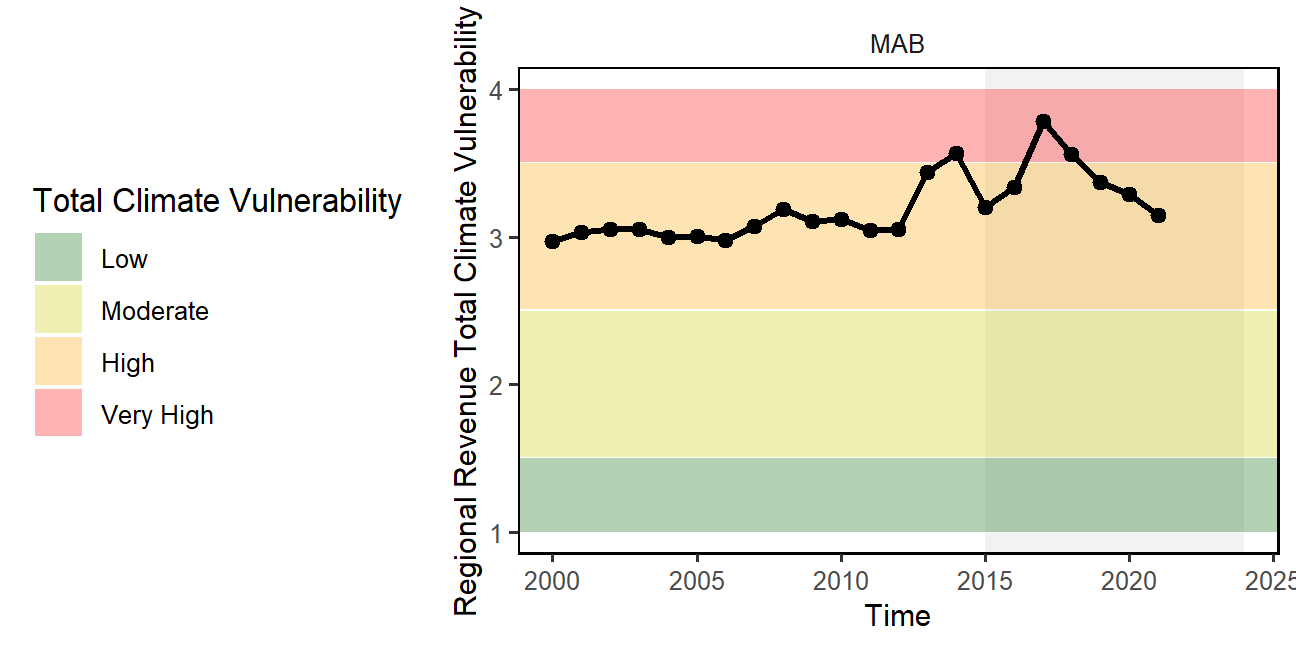 Total Climate Vulnerability
Low
Moderate
High
Very High
MAB
Regional Revenue Total Climate Vulnerability
4
3
2
1
2000 2005 2010 2015 2020 2025
Time